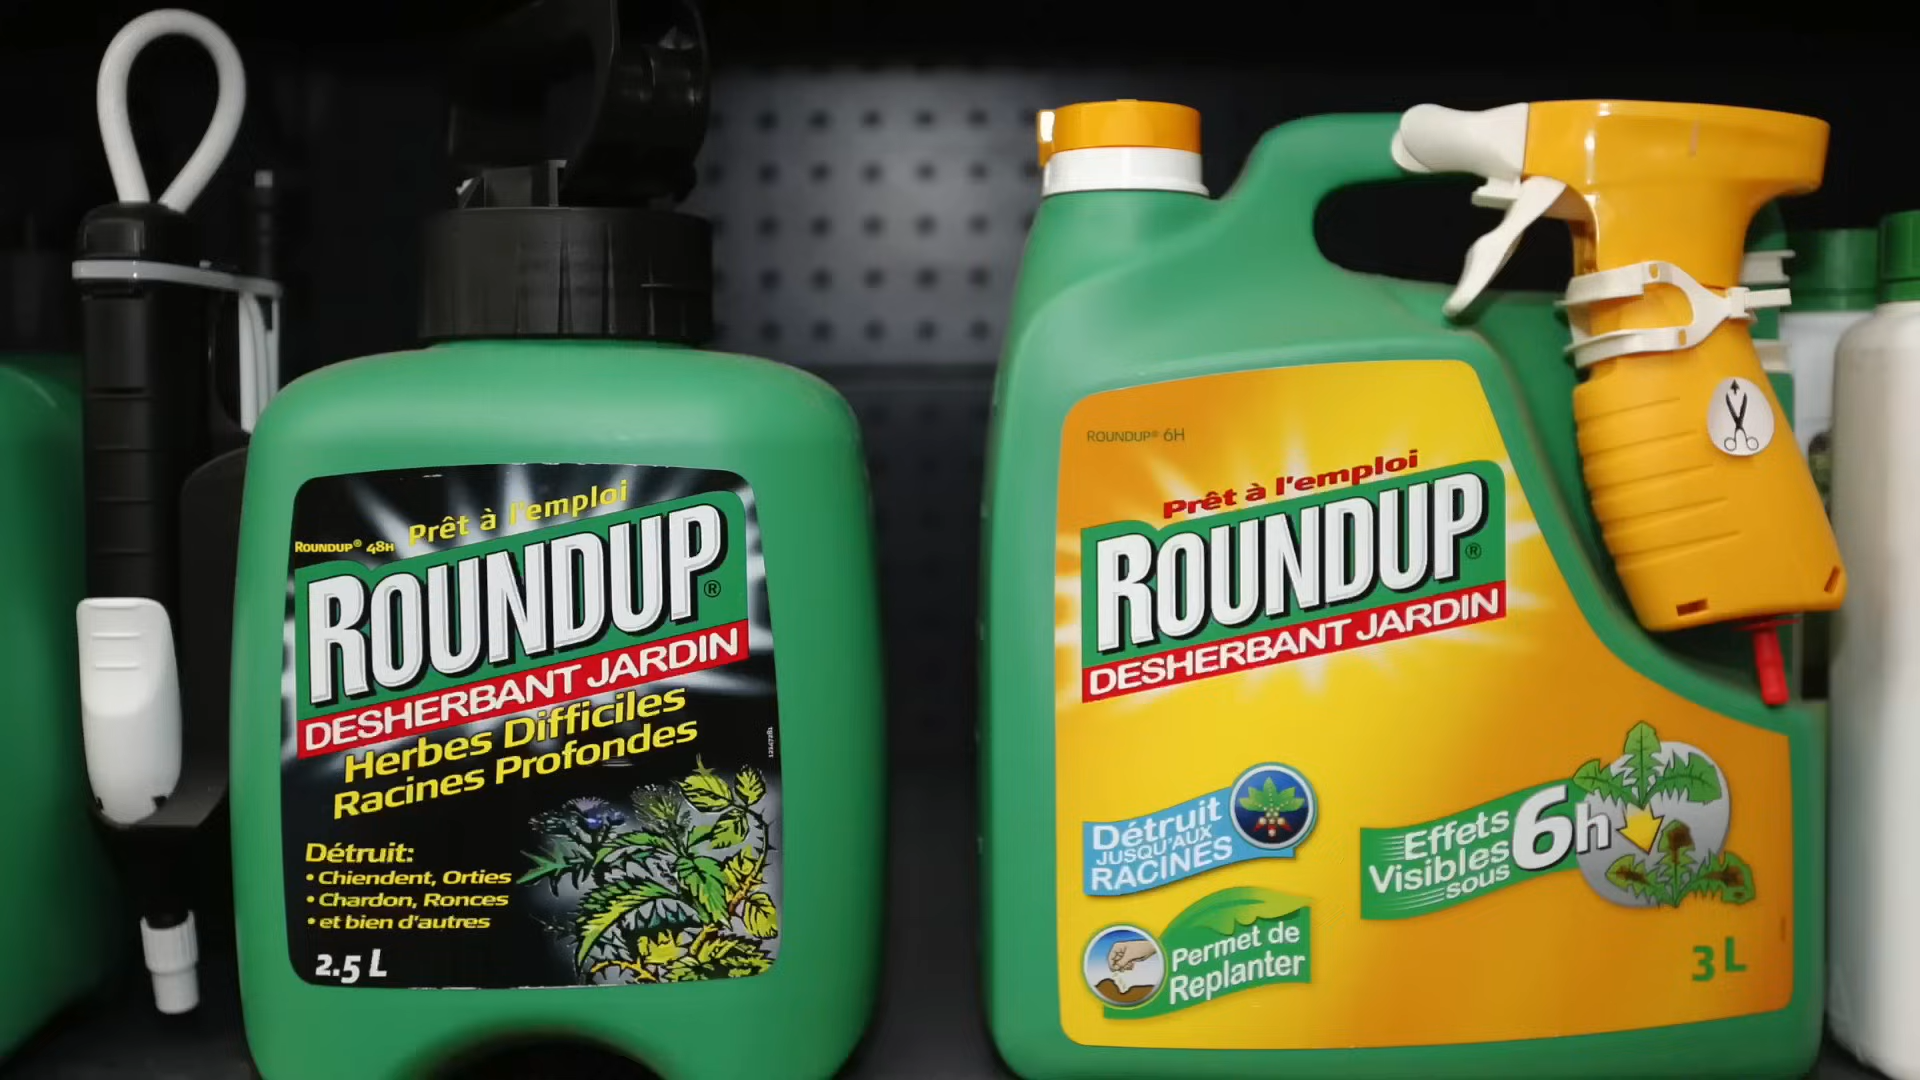 Prêt à l'emploi
ROUNDUP® 48H
ROUNDUP®
DESHERBANT JARDIN
Herbes Difficiles
Racines Profondes
Détruit:
• Chiendent, Orties
• Chardon, Ronces
• et bien d'autres
2.5 L
ROUNDUP® 6H
Prêt à l'emploi
ROUNDUP®
DESHERBANT JARDIN
Détruit
JUSQU'AUX
RACINES
Effets
Visibles
sous
6h
Permet de
Replanter
3 L